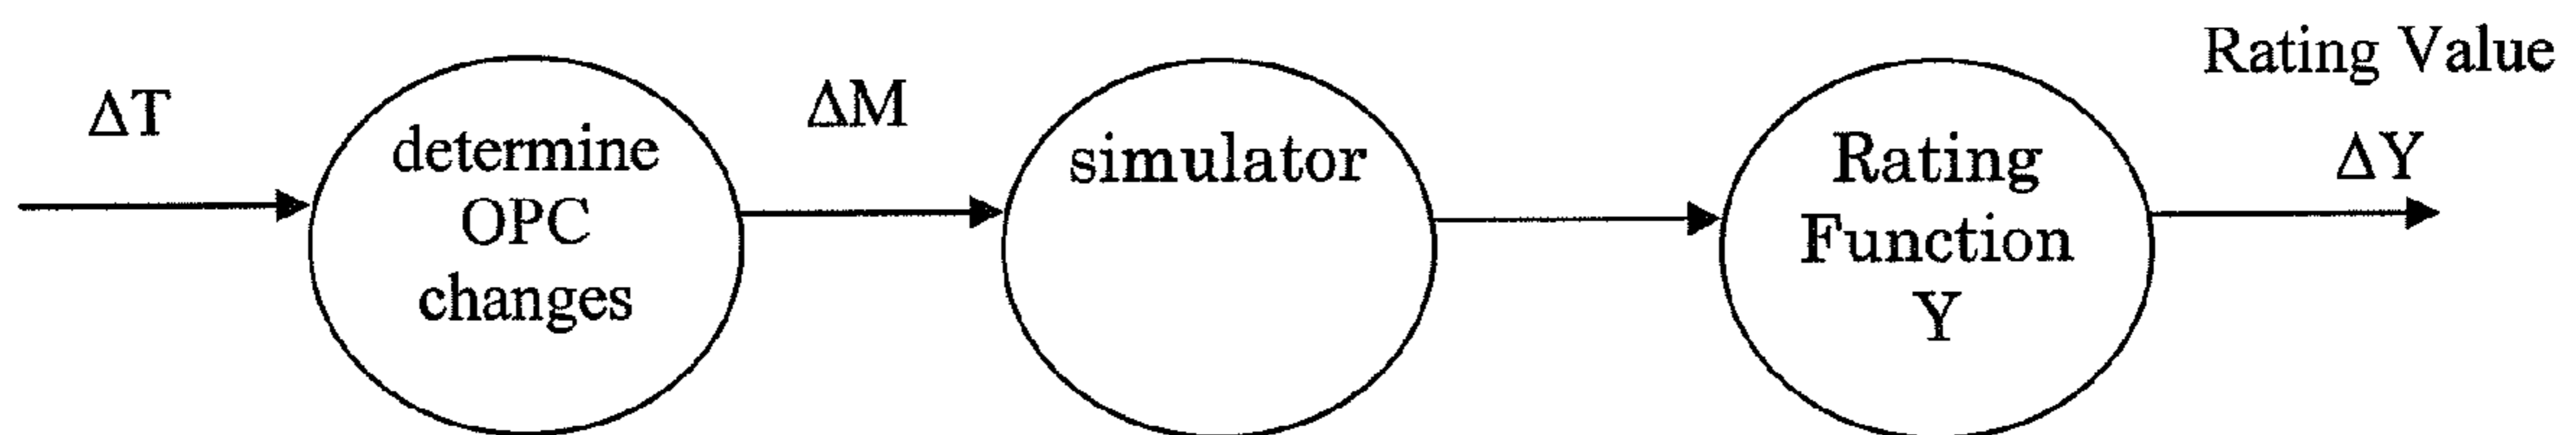 ΔT
determine
OPC
changes
ΔM
simulator
Rating
Function
Y
Rating Value
ΔY